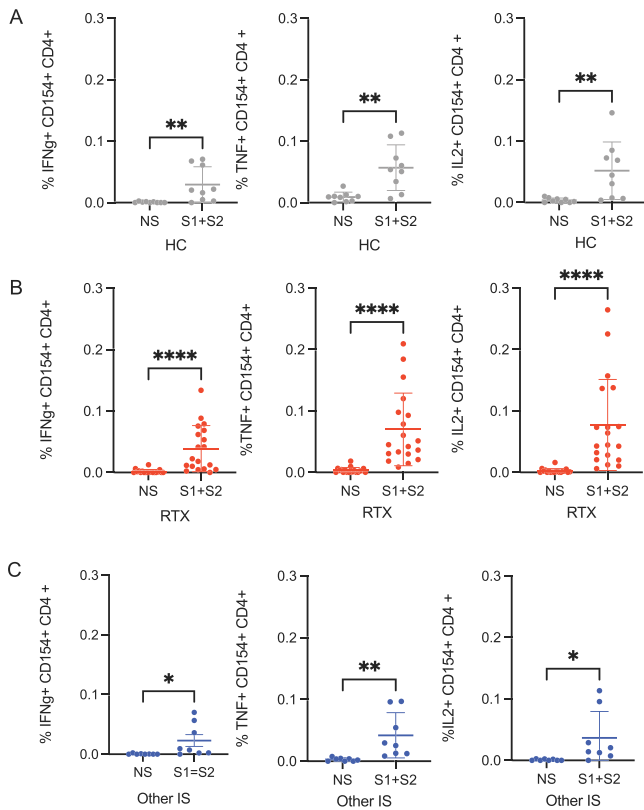 A
% IFNg+ CD154+ CD4+
0.3
0.2
0.1
0.0
**
NS
S1+S2
HC
% TNF+ CD154+ CD4 +
0.3
0.2
0.1
0.0
**
NS
S1+S2
HC
% IL2+ CD154+ CD4 +
0.3
0.2
0.1
0.0
**
NS
S1+S2
HC
B
% IFNg+ CD154+ CD4+
0.3
0.2
0.1
0.0
****
NS
S1+S2
RTX
%TNF+ CD154+ CD4+
0.3
0.2
0.1
0.0
****
NS
S1+S2
RTX
% IL2+ CD154+ CD4+
0.3
0.2
0.1
0.0
****
NS
S1+S2
RTX
C
% IFNg+ CD154+ CD4 +
0.3
0.2
0.1
0.0
*
NS
S1=S2
Other IS
% TNF+ CD154+ CD4 +
0.3
0.2
0.1
0.0
**
NS
S1+S2
Other IS
%IL2+ CD154+ CD4 +
0.3
0.2
0.1
0.0
*
NS
S1+S2
Other IS